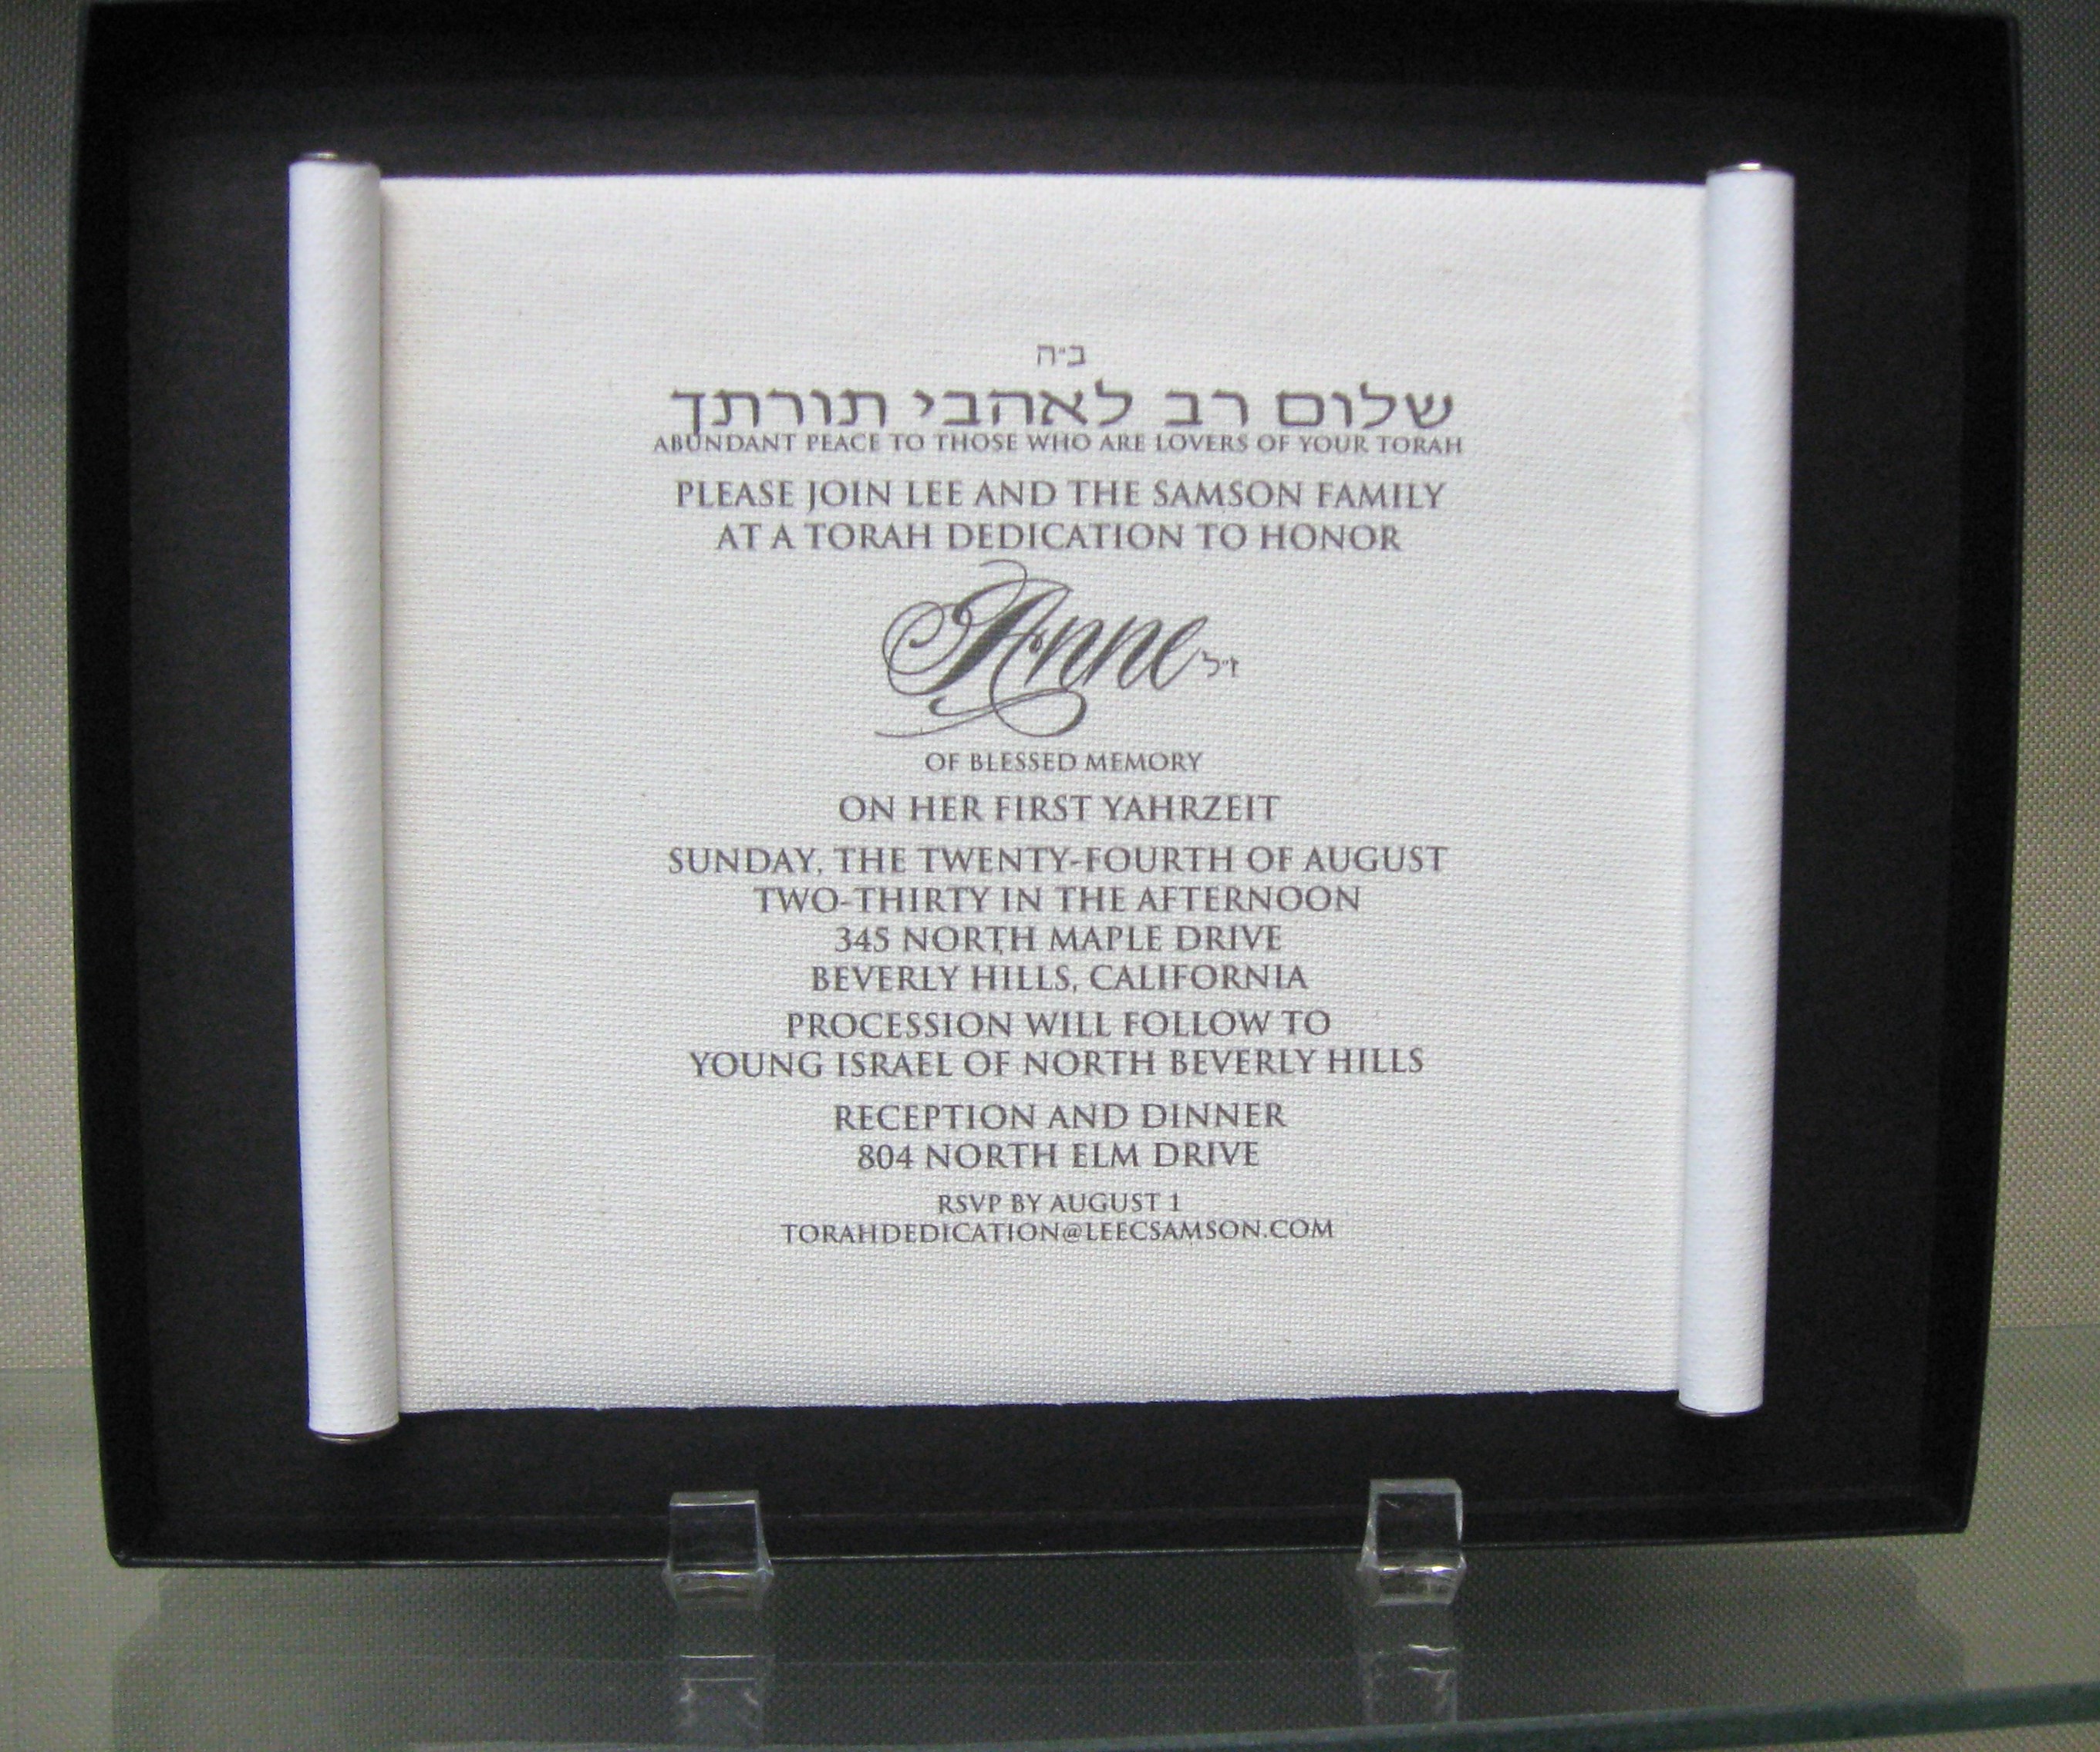 ב״ה
שלום רב לאהבי תורתך
ABUNDANT PEACE TO THOSE WHO ARE LOVERS OF YOUR TORAH
PLEASE JOIN LEE AND THE SAMSON FAMILY
AT A TORAH DEDICATION TO HONOR
Anne ז״ל
OF BLESSED MEMORY
ON HER FIRST YAHRZEIT
SUNDAY, THE TWENTY-FOURTH OF AUGUST
TWO-THIRTY IN THE AFTERNOON
345 NORTH MAPLE DRIVE
BEVERLY HILLS, CALIFORNIA
PROCESSION WILL FOLLOW TO
YOUNG ISRAEL OF NORTH BEVERLY HILLS
RECEPTION AND DINNER
804 NORTH ELM DRIVE
RSVP BY AUGUST 1
TORAHDEDICATION@LEECSAMSON.COM